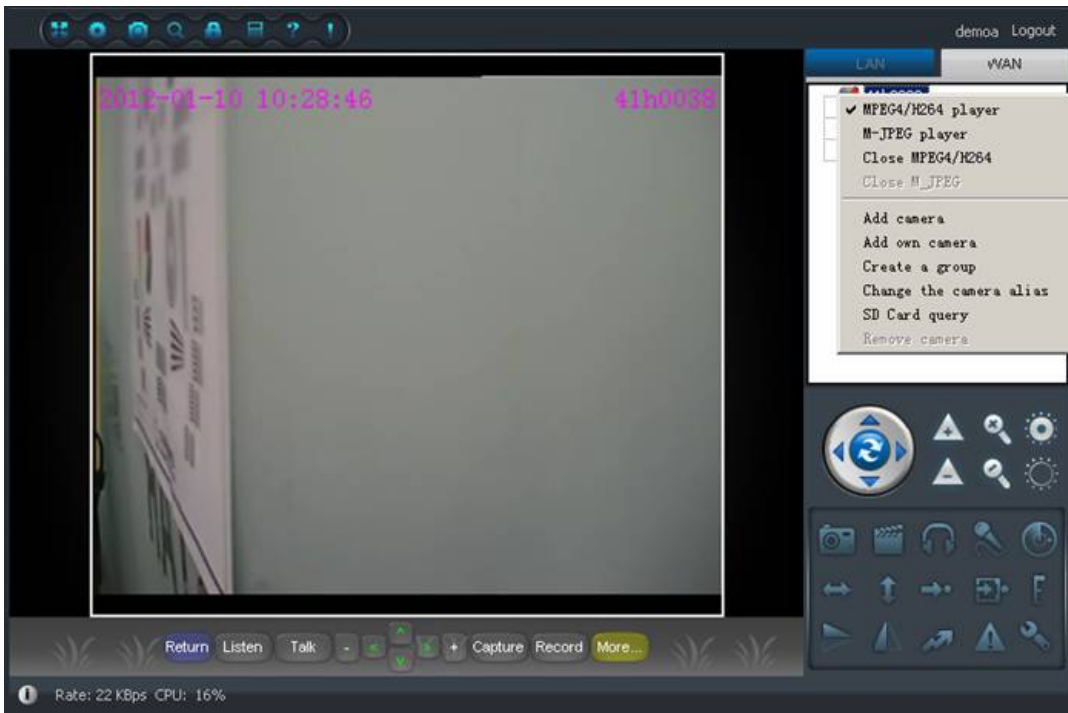 demoa Logout
LAN WAN
2012-01-10 10:28:46 41h0038
MPEG4/H264 player
M-JPEG player
Close MPEG4/H264
Close M_JPEG
Add camera
Add own camera
Create a group
Change the camera alias
SD Card query
Remove camera
Return Listen Talk - < ^ v > + Capture Record More...
Rate: 22 KBps CPU: 16%